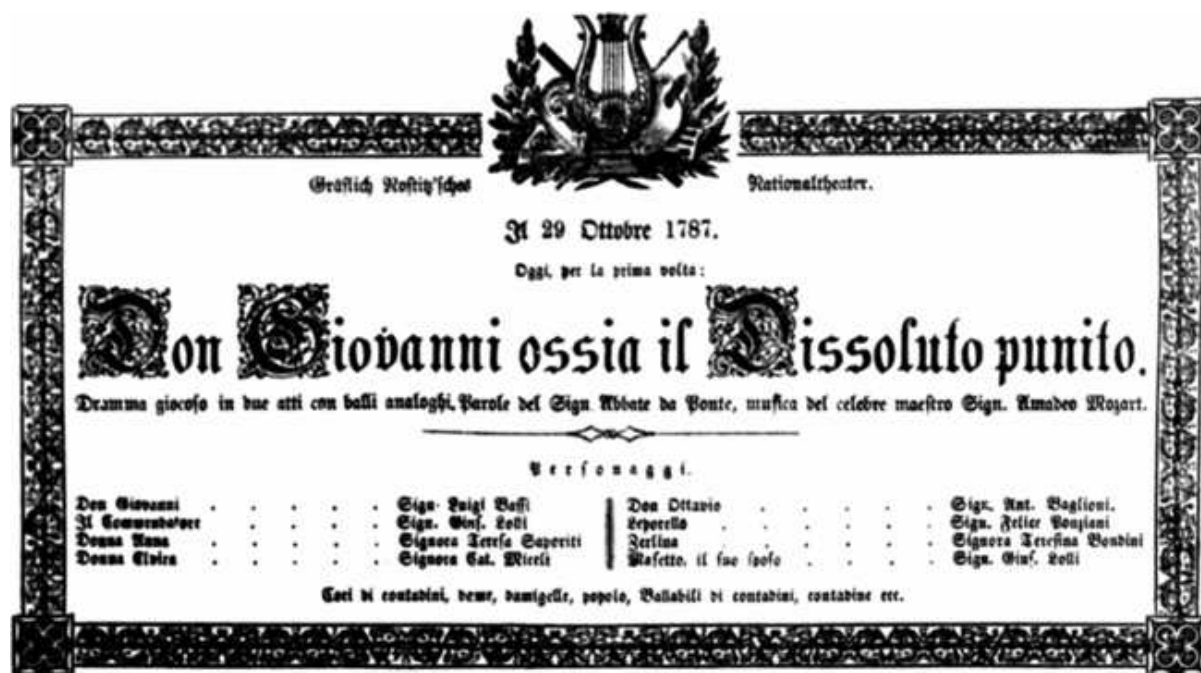 Gräflich Nostitz'sches Nationaltheater.
Il 29 Ottobre 1787.
Oggi, per la prima volta:
Don Giovanni ossia il Dissoluto punito.
Dramma giocoso in due atti con balli analoghi. Parole del Sign. Abbate da Ponte, musica del celebre maestro Sign. Amadeo Mozart.
Personaggi.
Don Giovanni . . . . . Sign. Luigi Bassi
Il Commendatore . . . . . Sign. Gius. Lolli
Donna Anna . . . . . Signora Teresa Saporiti
Donna Elvira . . . . . Signora Cat. Miceli
Don Ottavio . . . . . Sign. Ant. Baglioni.
Leporello . . . . . Sign. Felice Ponziani
Zerlina . . . . . Signora Teresina Bondini
Masetto, il suo sposo . . . . Sign. Gius. Lolli
Cori di contadini, dame, damigelle, popolo, Ballabili di contadini, contadine etc.